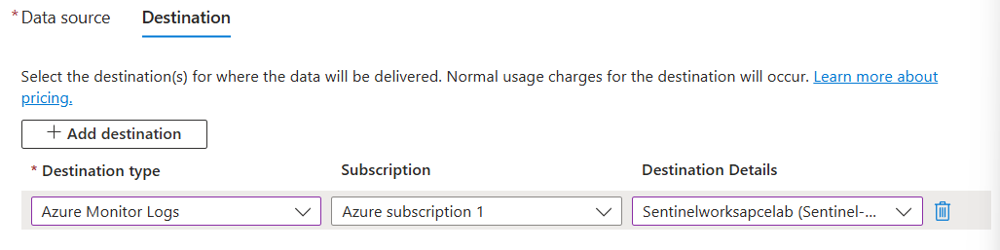 * Data source Destination
Select the destination(s) for where the data will be delivered. Normal usage charges for the destination will occur. Learn more about
pricing.
+ Add destination
* Destination type Subscription Destination Details
Azure Monitor Logs Azure subscription 1 Sentinelworksapcelab (Sentinel-...